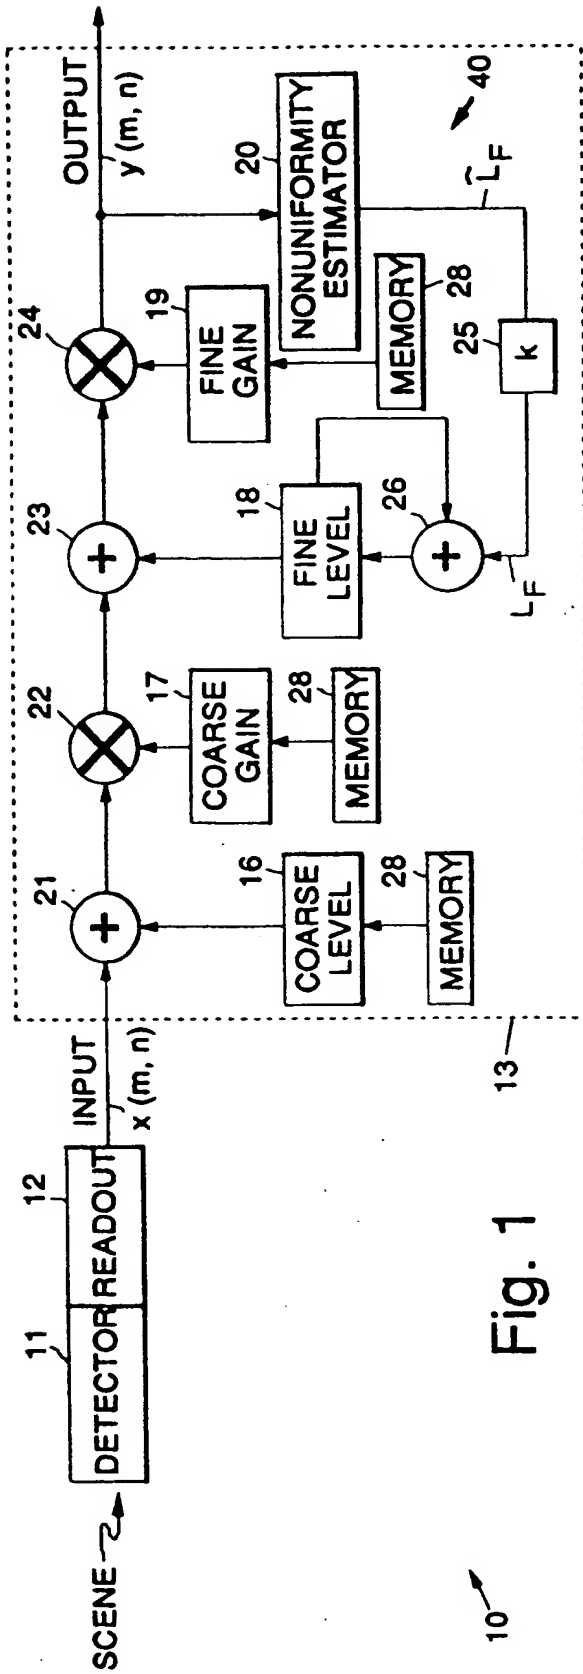 SCENE
11
12
DETECTOR
READOUT
INPUT
x (m, n)
21
+
16
COARSE
LEVEL
28
MEMORY
22
17
COARSE
GAIN
28
MEMORY
23
+
18
FINE
LEVEL
26
+
L_F
24
19
FINE
GAIN
28
MEMORY
25
k
OUTPUT
y (m, n)
20
NONUNIFORMITY
ESTIMATOR
L̃_F
40
13
10
Fig. 1